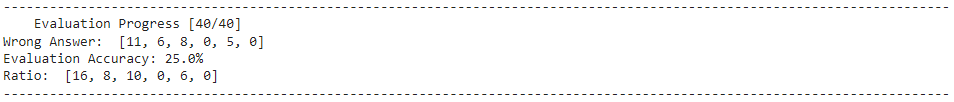 --------------------------------------------------------------------------------------------------------------------------
Evaluation Progress [40/40]
Wrong Answer:  [11, 6, 8, 0, 5, 0]
Evaluation Accuracy: 25.0%
Ratio:  [16, 8, 10, 0, 6, 0]
--------------------------------------------------------------------------------------------------------------------------